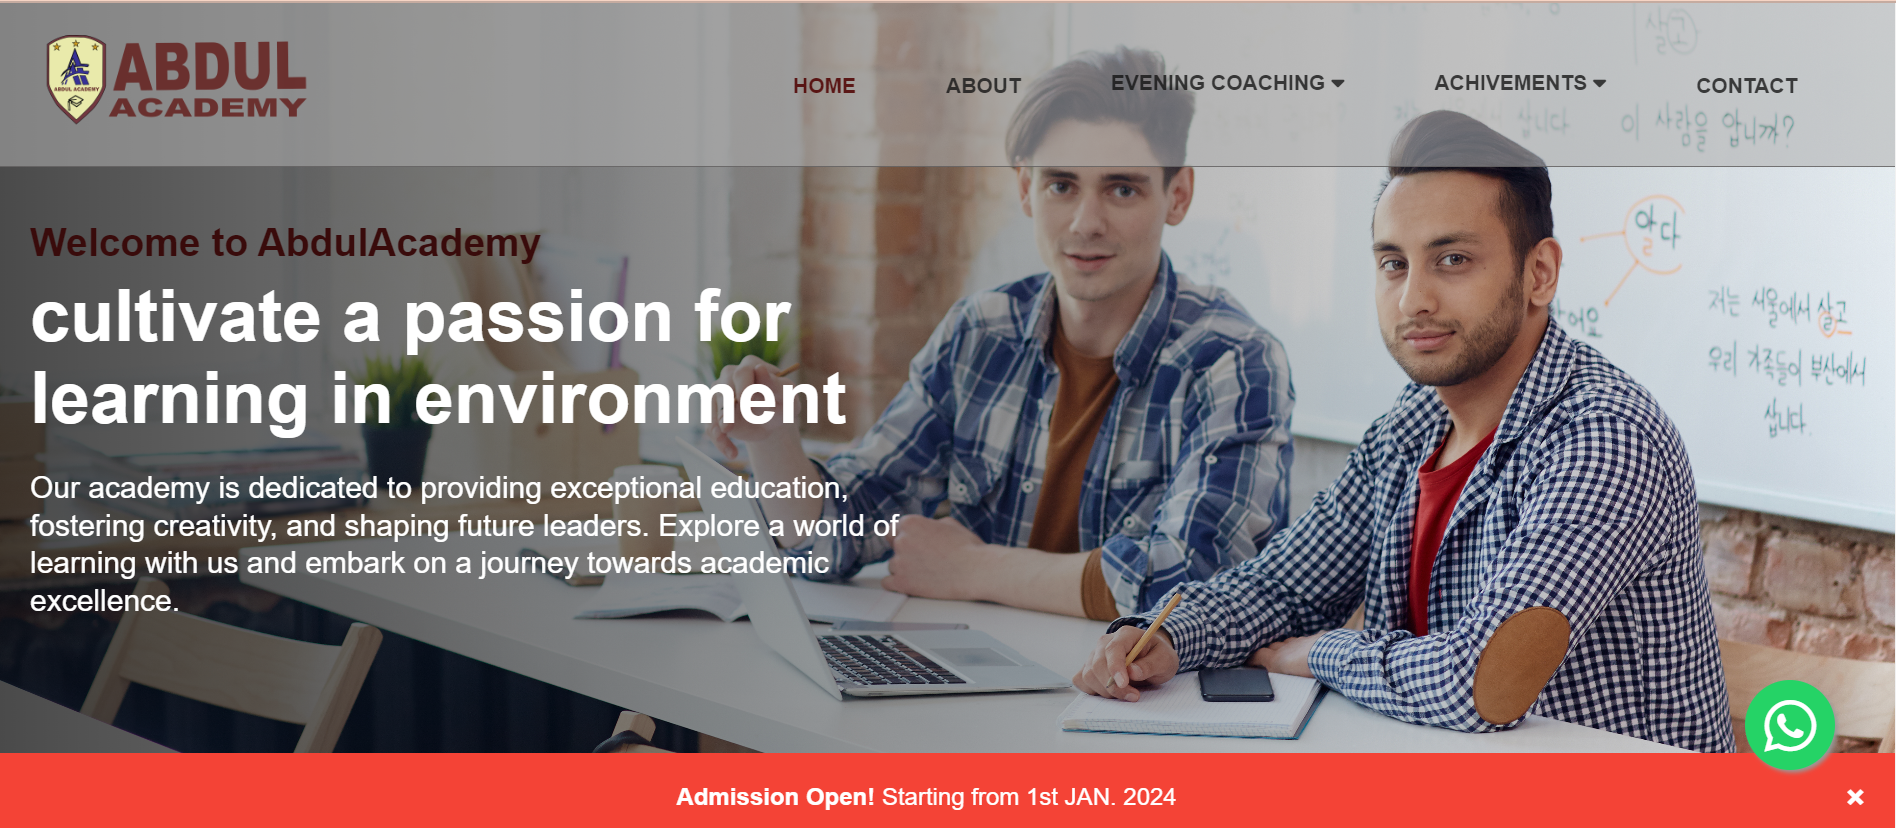 ABDUL
ACADEMY
ABDUL ACADEMY
HOME
ABOUT
EVENING COACHING
ACHIVEMENTS
CONTACT
살고
삽니다
이 사람을 압니까?
Welcome to AbdulAcademy
cultivate a passion for
learning in environment
알다
저는 서울에서 살고
우리 가족들이 부산에서
삽니다.
Our academy is dedicated to providing exceptional education,
fostering creativity, and shaping future leaders. Explore a world of
learning with us and embark on a journey towards academic
excellence.
Admission Open! Starting from 1st JAN. 2024